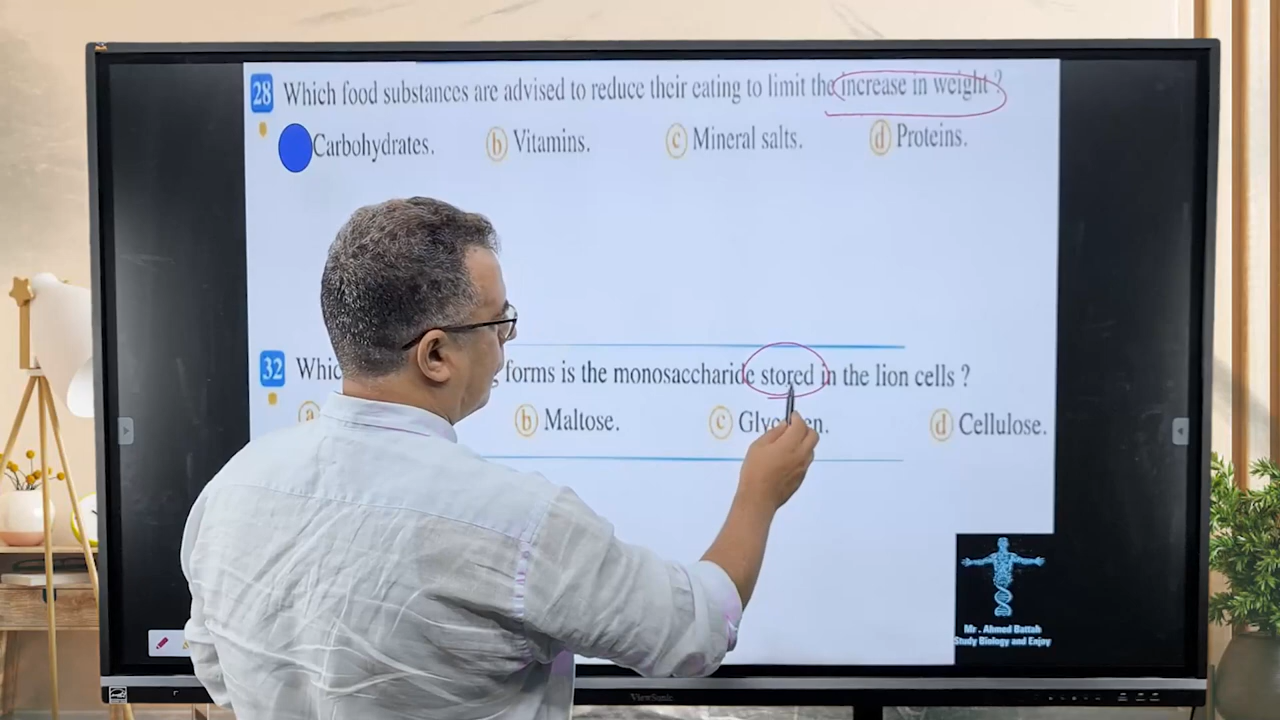 28 Which food substances are advised to reduce their eating to limit the increase in weight ?
Carbohydrates. b Vitamins. c Mineral salts. d Proteins.
32 forms is the monosaccharide stored in the lion cells ?
a b Maltose. c d Cellulose.
Mr . Ahmed Battah
Study Biology and Enjoy
ViewSonic